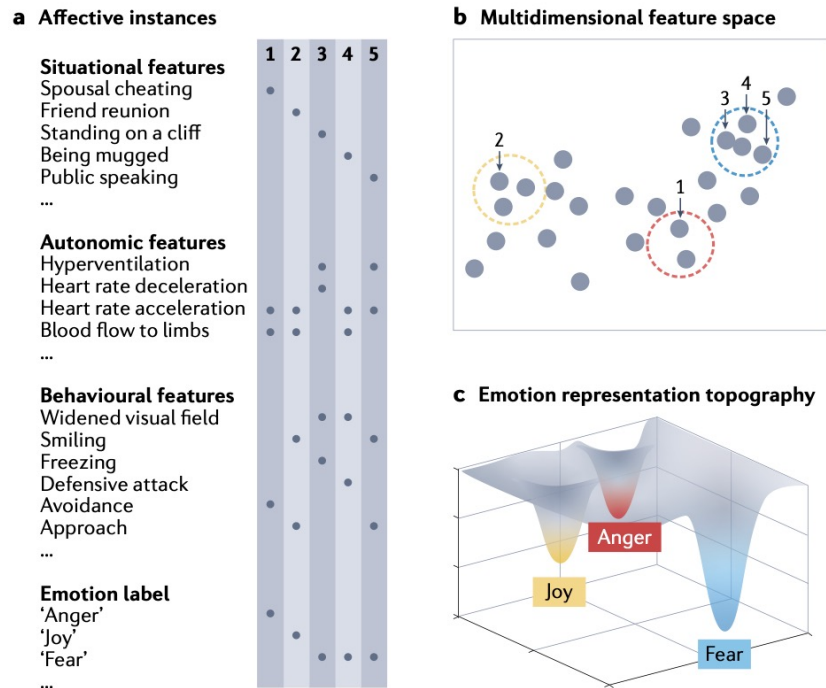 a Affective instances
1 2 3 4 5
Situational features
Spousal cheating
Friend reunion
Standing on a cliff
Being mugged
Public speaking
...
Autonomic features
Hyperventilation
Heart rate deceleration
Heart rate acceleration
Blood flow to limbs
...
Behavioural features
Widened visual field
Smiling
Freezing
Defensive attack
Avoidance
Approach
...
Emotion label
‘Anger’
‘Joy’
‘Fear’
...
b Multidimensional feature space
4
3 5
2
1
c Emotion representation topography
Anger
Joy
Fear